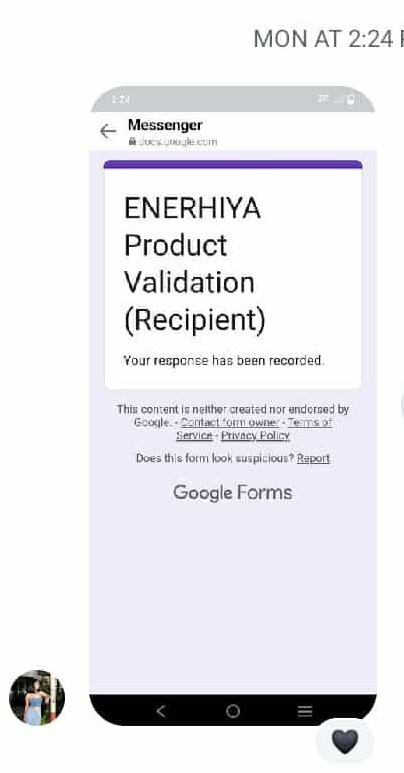 MON AT 2:24 P
2:24
Messenger
docs.google.com
ENERHIYA
Product
Validation
(Recipient)
Your response has been recorded.
This content is neither created nor endorsed by
Google. - Contact form owner - Terms of
Service - Privacy Policy
Does this form look suspicious? Report
Google Forms